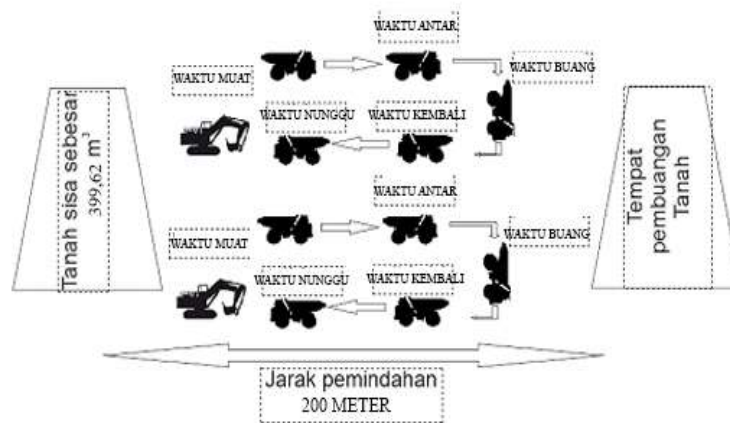 WAKTU ANTAR
WAKTU MUAT
WAKTU BUANG
WAKTU NUNGGU
WAKTU KEMBALI
Tanah sisa sebesar
399,62 m³
Tempat
pembuangan
Tanah
WAKTU ANTAR
WAKTU MUAT
WAKTU BUANG
WAKTU NUNGGU
WAKTU KEMBALI
Jarak pemindahan
200 METER